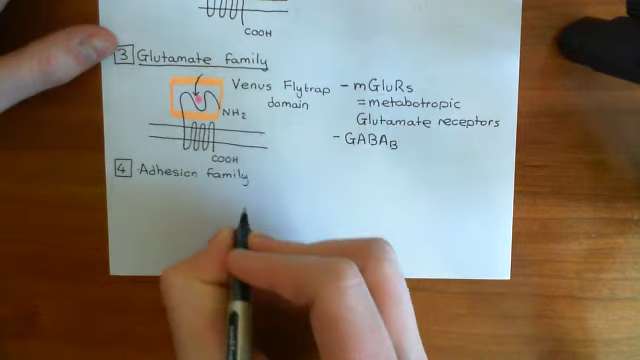 COOH
3 Glutamate family
Venus Flytrap
domain
NH2
COOH
- mGluRs
= metabotropic
Glutamate receptors
- GABAB
4 Adhesion family